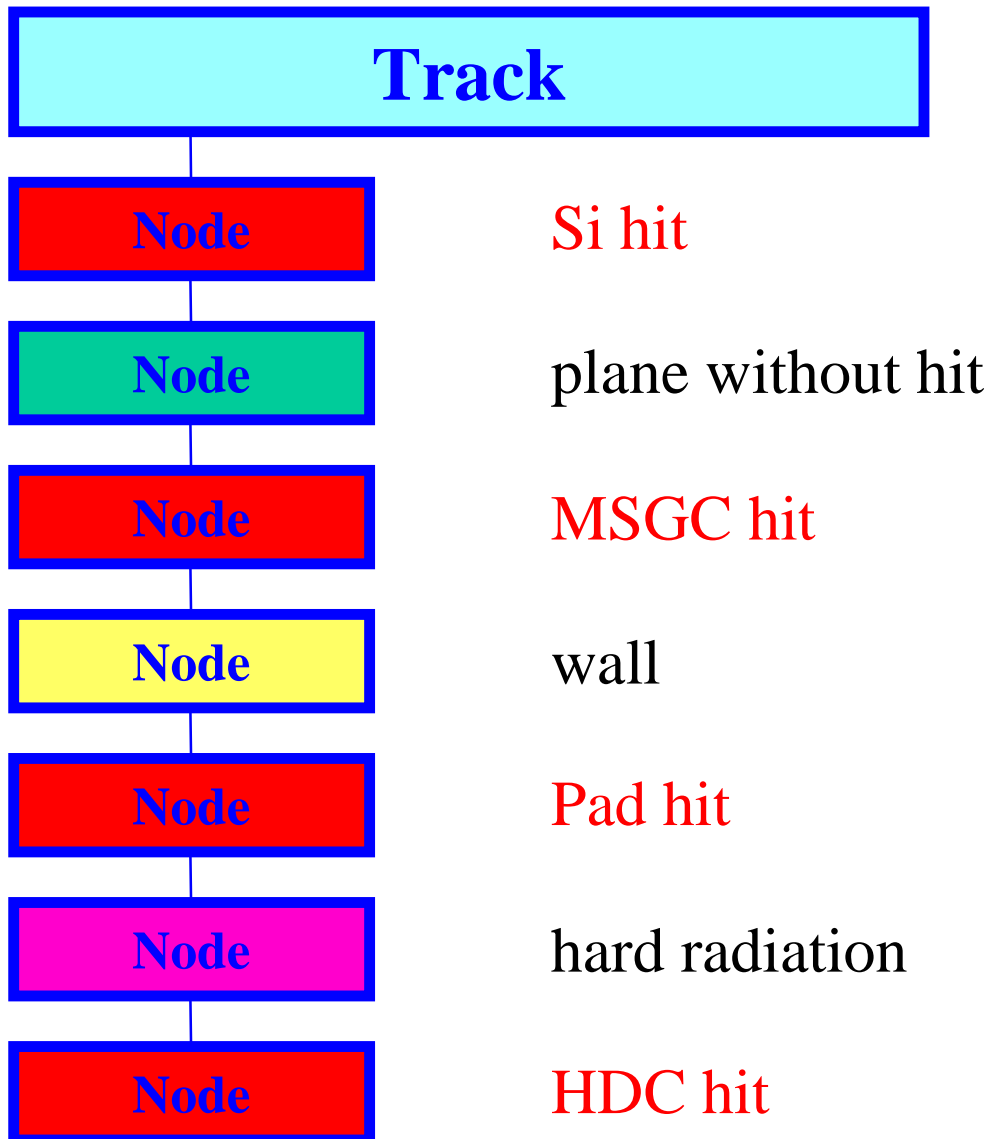 Track
Node Si hit
Node plane without hit
Node MSGC hit
Node wall
Node Pad hit
Node hard radiation
Node HDC hit